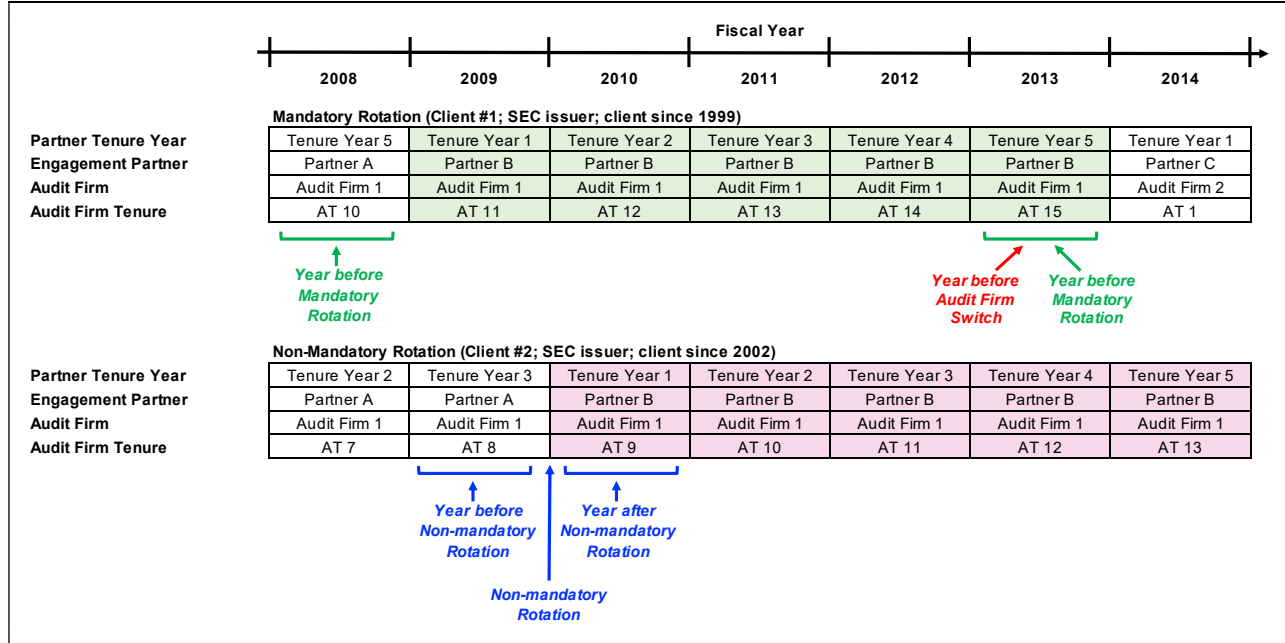 Fiscal Year
2008 2009 2010 2011 2012 2013 2014
Mandatory Rotation (Client #1; SEC issuer; client since 1999)
Partner Tenure Year Tenure Year 5 Tenure Year 1 Tenure Year 2 Tenure Year 3 Tenure Year 4 Tenure Year 5 Tenure Year 1
Engagement Partner Partner A Partner B Partner B Partner B Partner B Partner B Partner C
Audit Firm Audit Firm 1 Audit Firm 1 Audit Firm 1 Audit Firm 1 Audit Firm 1 Audit Firm 1 Audit Firm 2
Audit Firm Tenure AT 10 AT 11 AT 12 AT 13 AT 14 AT 15 AT 1
Year before
Mandatory
Rotation
Year before
Audit Firm
Switch
Year before
Mandatory
Rotation
Non-Mandatory Rotation (Client #2; SEC issuer; client since 2002)
Partner Tenure Year Tenure Year 2 Tenure Year 3 Tenure Year 1 Tenure Year 2 Tenure Year 3 Tenure Year 4 Tenure Year 5
Engagement Partner Partner A Partner A Partner B Partner B Partner B Partner B Partner B
Audit Firm Audit Firm 1 Audit Firm 1 Audit Firm 1 Audit Firm 1 Audit Firm 1 Audit Firm 1 Audit Firm 1
Audit Firm Tenure AT 7 AT 8 AT 9 AT 10 AT 11 AT 12 AT 13
Year before
Non-mandatory
Rotation
Year after
Non-mandatory
Rotation
Non-mandatory
Rotation